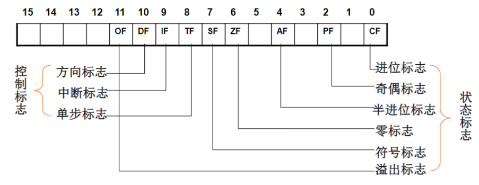 15 14 13 12 11 10 9 8 7 6 5 4 3 2 1 0
OF DF IF TF SF ZF AF PF CF
控制标志
方向标志
中断标志
单步标志
进位标志
奇偶标志
半进位标志
零标志
符号标志
溢出标志
状态标志